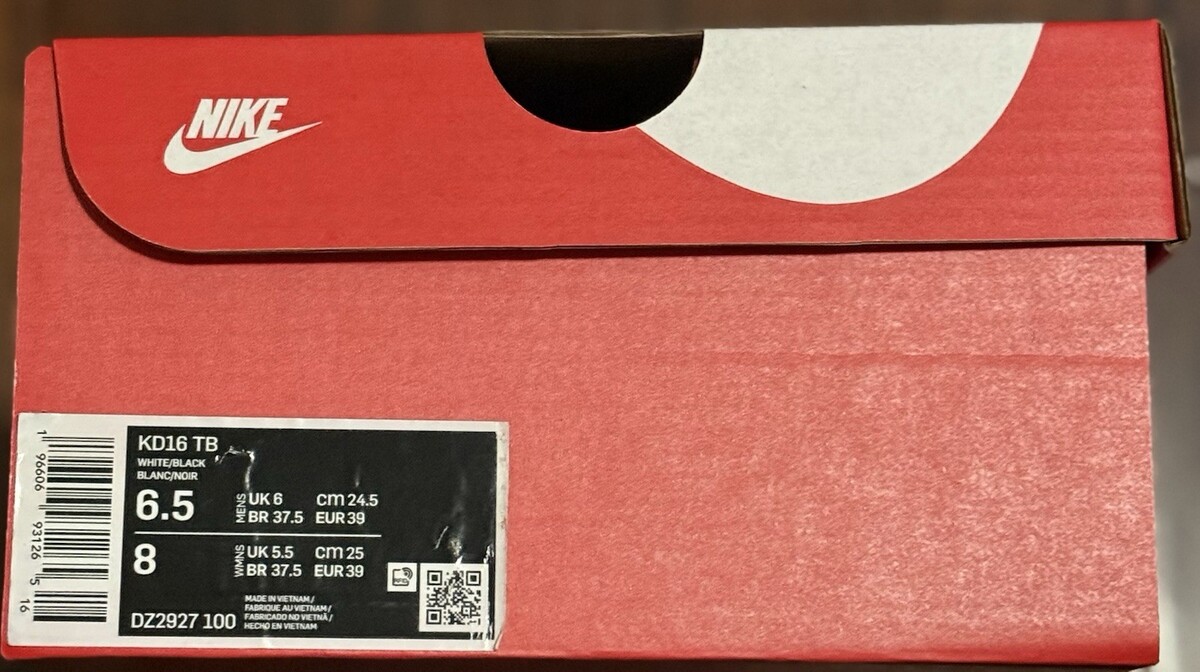 NIKE
KD16 TB
WHITE/BLACK
BLANC/NOIR
6.5 MENS UK 6 cm 24.5
BR 37.5 EUR 39
8 WMNS UK 5.5 cm 25
BR 37.5 EUR 39
DZ2927 100
MADE IN VIETNAM /
FABRIQUE AU VIETNAM /
FABRICADO NO VIETNÃ /
HECHO EN VIETNAM
1 96606 93126 5 16